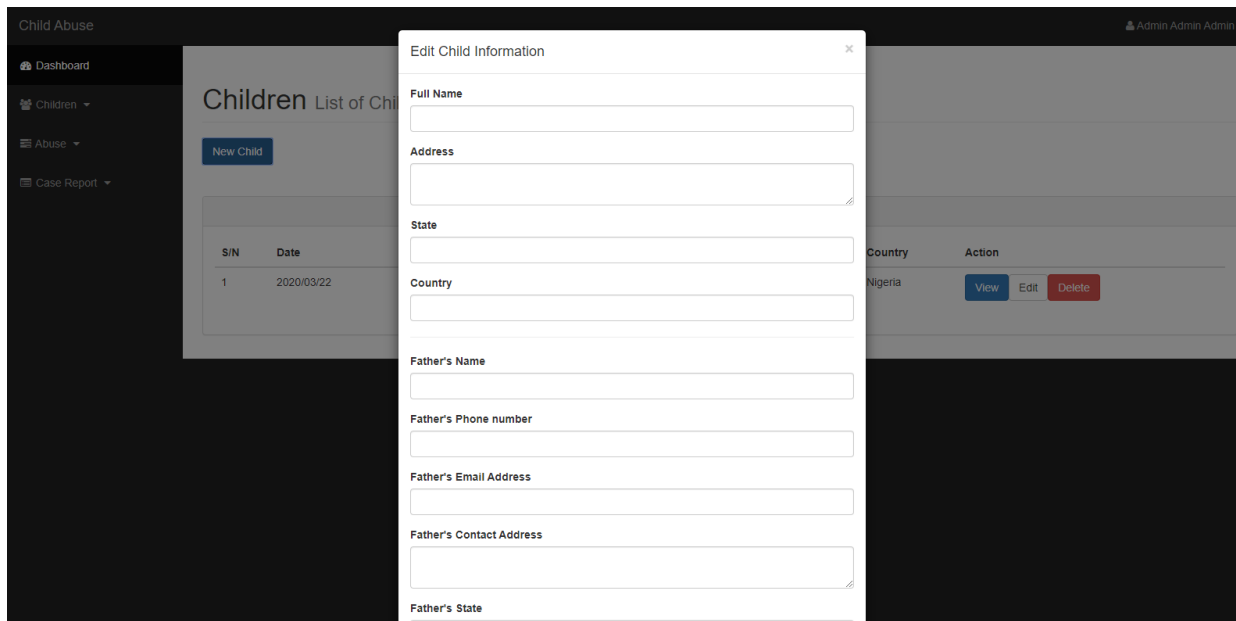 Child Abuse
Admin Admin Admin
Dashboard
Children
Abuse
Case Report
Children List of Chi
New Child
S/N Date Country Action
1 2020/03/22 Nigeria View Edit Delete
Edit Child Information ×
Full Name
Address
State
Country
Father's Name
Father's Phone number
Father's Email Address
Father's Contact Address
Father's State